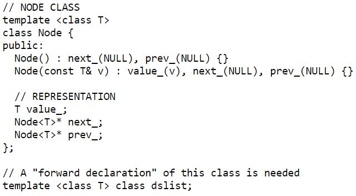 // NODE CLASS
template <class T>
class Node {
public:
  Node() : next_(NULL), prev_(NULL) {}
  Node(const T& v) : value_(v), next_(NULL), prev_(NULL) {}

  // REPRESENTATION
  T value_;
  Node<T>* next_;
  Node<T>* prev_;
};

// A "forward declaration" of this class is needed
template <class T> class dslist;